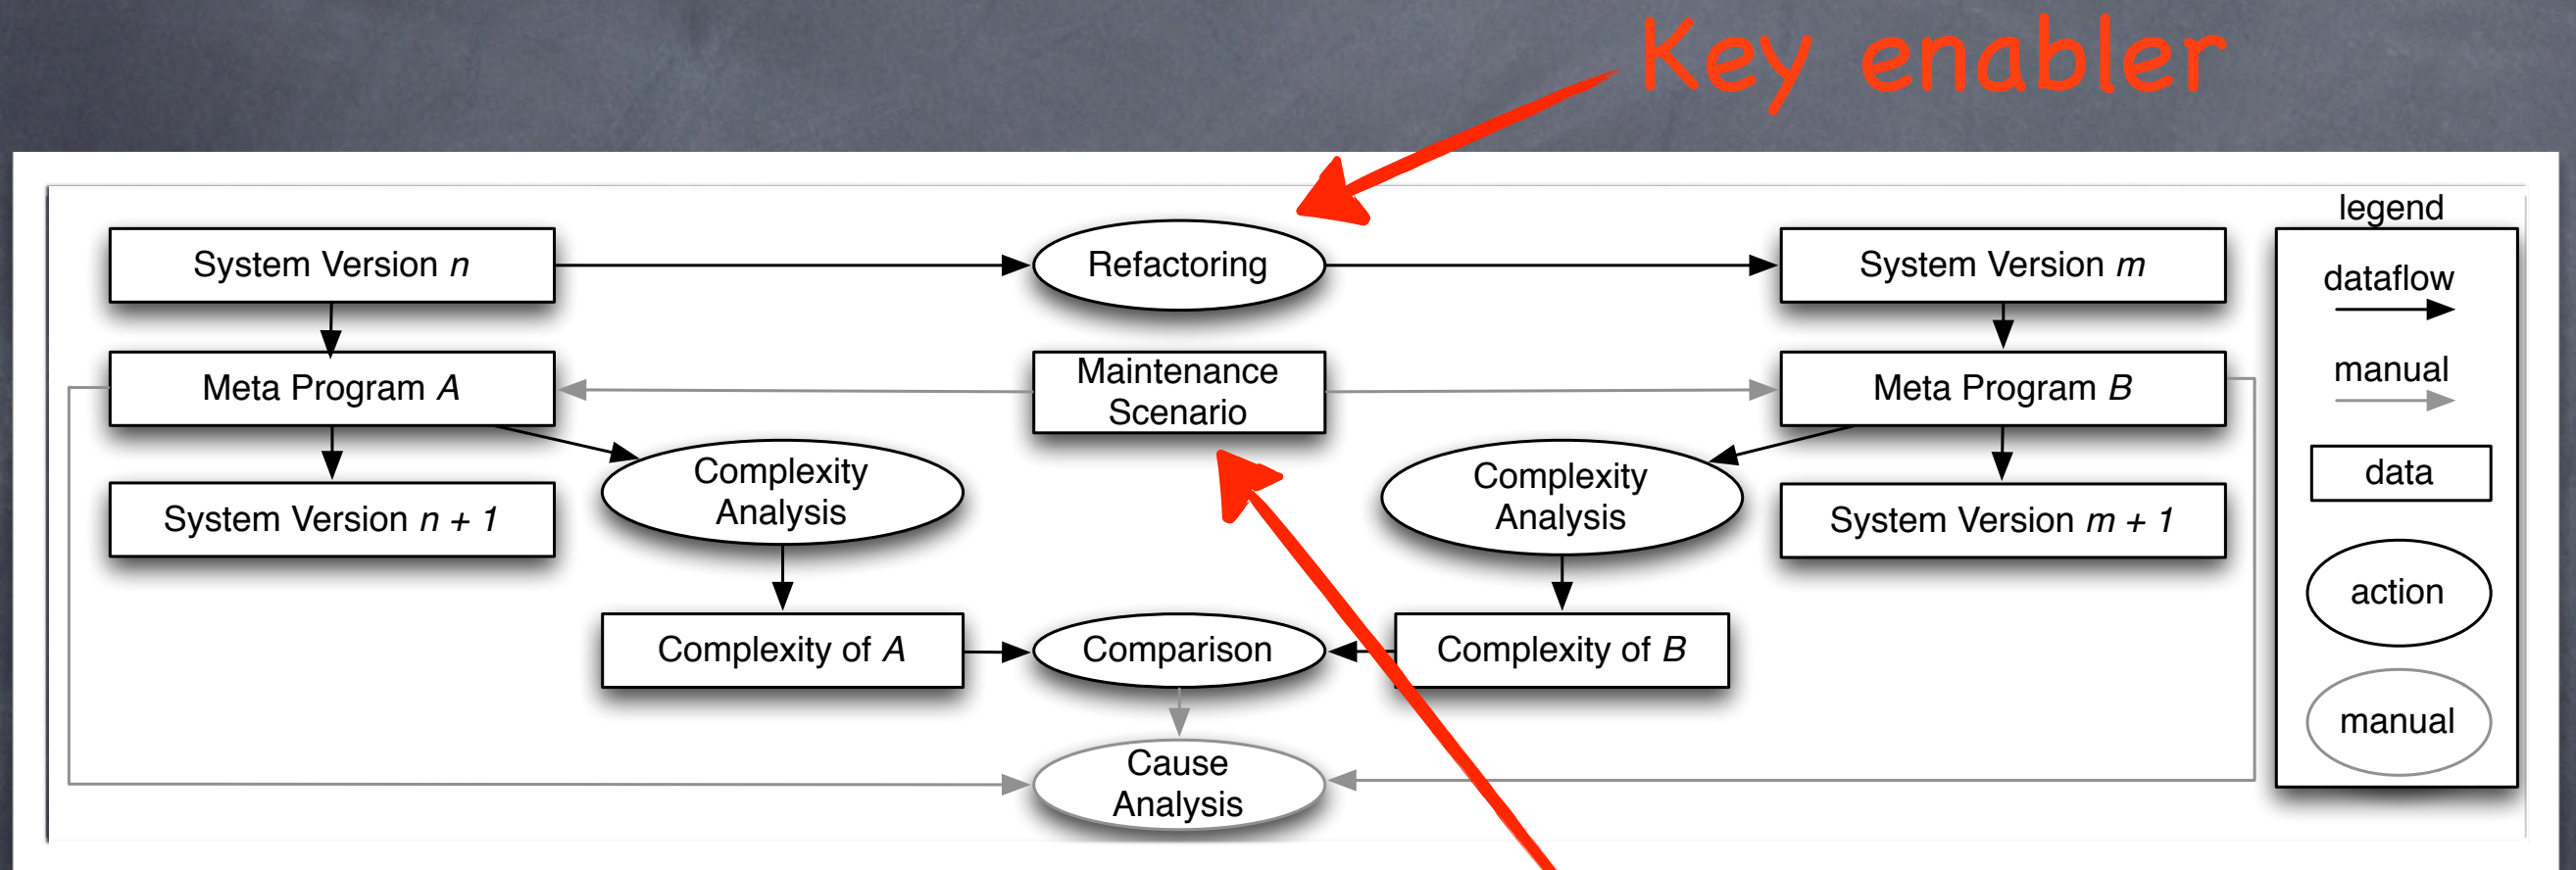 Key enabler
legend
System Version n
Refactoring
System Version m
dataflow
Meta Program A
Maintenance
Scenario
Meta Program B
manual
System Version n + 1
Complexity
Analysis
Complexity
Analysis
System Version m + 1
data
action
Complexity of A
Comparison
Complexity of B
manual
Cause
Analysis